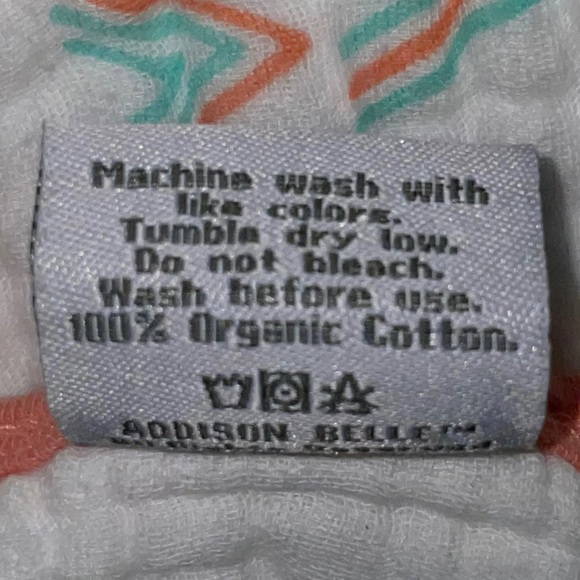 Machine wash with
like colors.
Tumble dry low.
Do not bleach.
Wash before use.
100% Organic Cotton.
ADDISON BELLE™